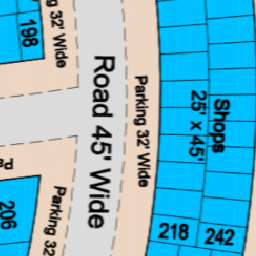 198
g 32' Wide
Road 45' Wide
Parking 32' Wide
Shops
25' x 45'
206
Parking 32'
218
242